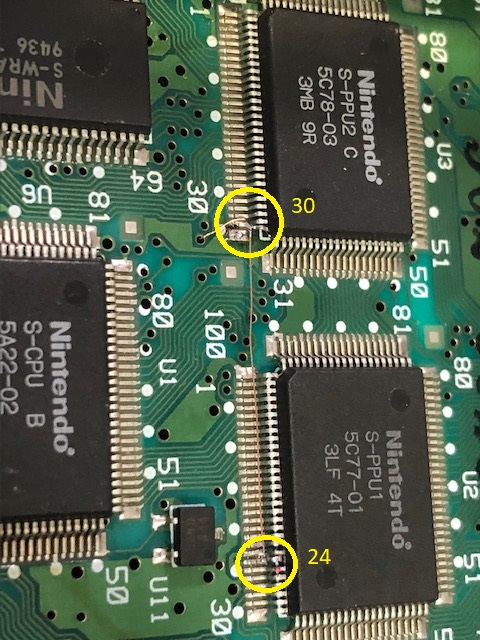 Nintendo
S-WRA
9436
Nintendo
S-PPU2 C
5C78-03
3MB 9R
Nintendo
S-CPU B
5A22-02
Nintendo
S-PPU1
5C77-01
3LF 4T
80
51
U3
64
U6
81
30
30
50
31
81
100
80
U1
1
51
50
U11
24
30
80
U2
51